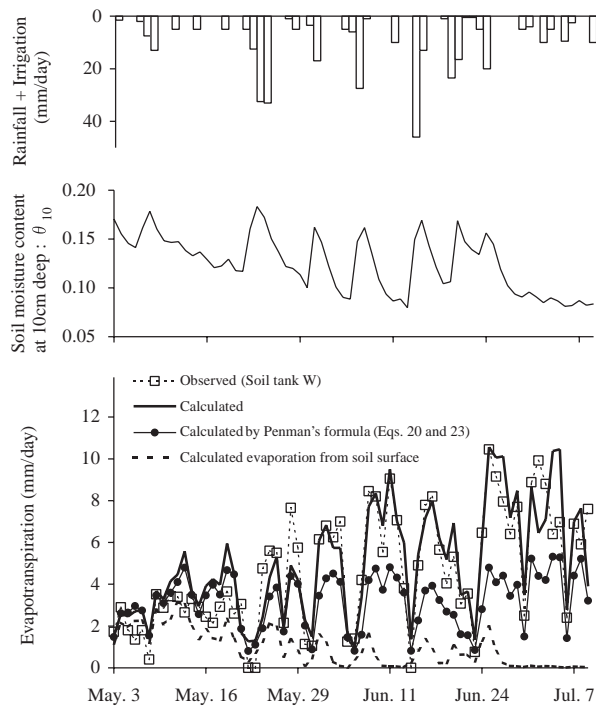 Rainfall + Irrigation
(mm/day)
0
20
40
Soil moisture content
at 10cm deep : θ 10
0.20
0.15
0.10
0.05
Evapotranspiration (mm/day)
12
10
8
6
4
2
0
Observed (Soil tank W)
Calculated
Calculated by Penman's formula (Eqs. 20 and 23)
Calculated evaporation from soil surface
May. 3 May. 16 May. 29 Jun. 11 Jun. 24 Jul. 7